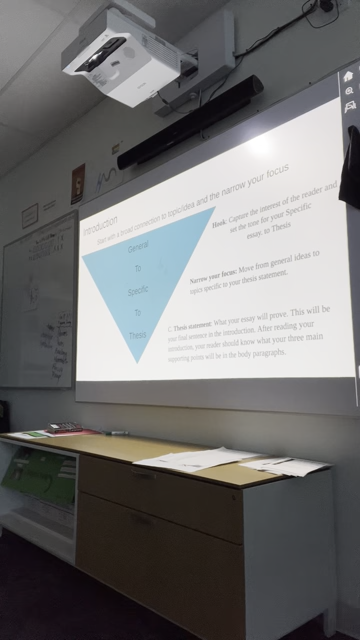 Introduction
Start with a broad connection to topic/idea and the narrow your focus
General
To
Specific
To
Thesis
Hook: Capture the interest of the reader and
set the tone for your Specific
essay. to Thesis
Narrow your focus: Move from general ideas to
topics specific to your thesis statement.
C. Thesis statement: What your essay will prove. This will be
your final sentence in the introduction. After reading your
introduction, your reader should know what your three main
supporting points will be in the body paragraphs.